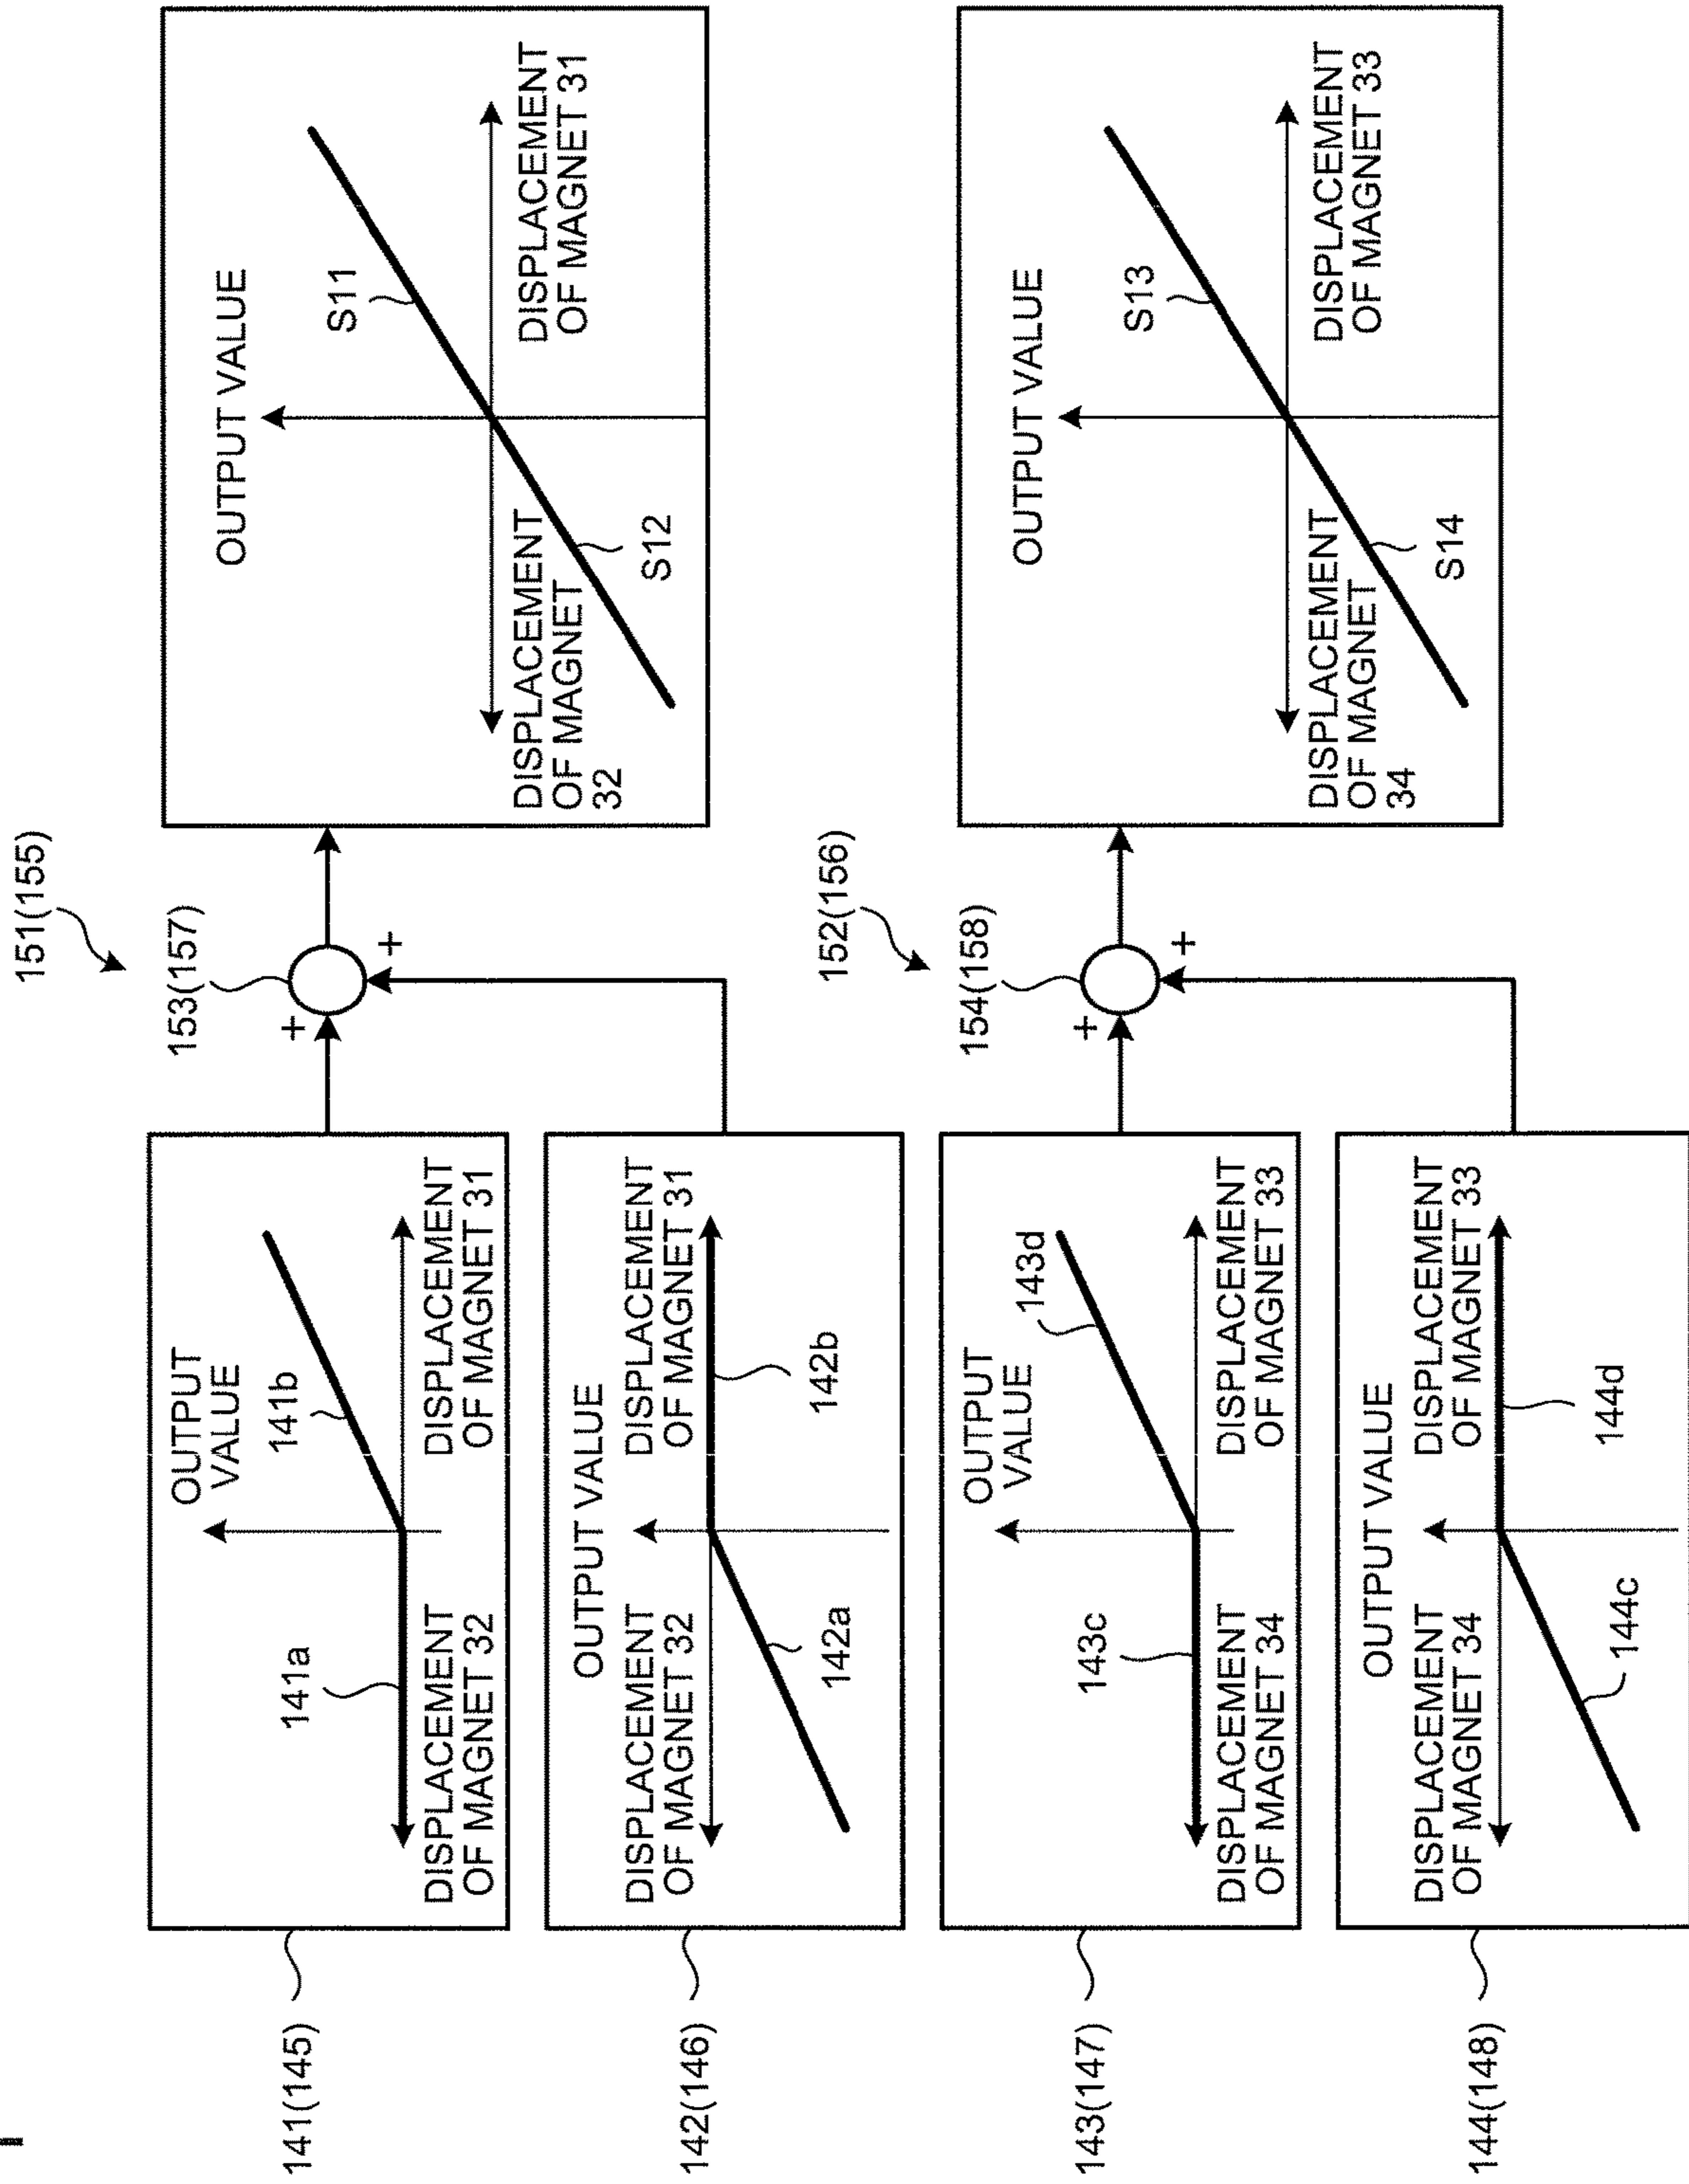 141(145)
OUTPUT
VALUE
141a
141b
DISPLACEMENT
OF MAGNET 32
DISPLACEMENT
OF MAGNET 31
142(146)
OUTPUT VALUE
DISPLACEMENT
OF MAGNET 32
DISPLACEMENT
OF MAGNET 31
142a
142b
151(155)
153(157)
+
+
OUTPUT VALUE
S11
DISPLACEMENT
OF MAGNET 31
DISPLACEMENT
OF MAGNET
32
S12
143(147)
OUTPUT
VALUE
143c
143d
DISPLACEMENT
OF MAGNET 34
DISPLACEMENT
OF MAGNET 33
144(148)
OUTPUT VALUE
DISPLACEMENT
OF MAGNET 34
DISPLACEMENT
OF MAGNET 33
144c
144d
152(156)
154(158)
+
+
OUTPUT VALUE
S13
DISPLACEMENT
OF MAGNET 33
DISPLACEMENT
OF MAGNET
34
S14